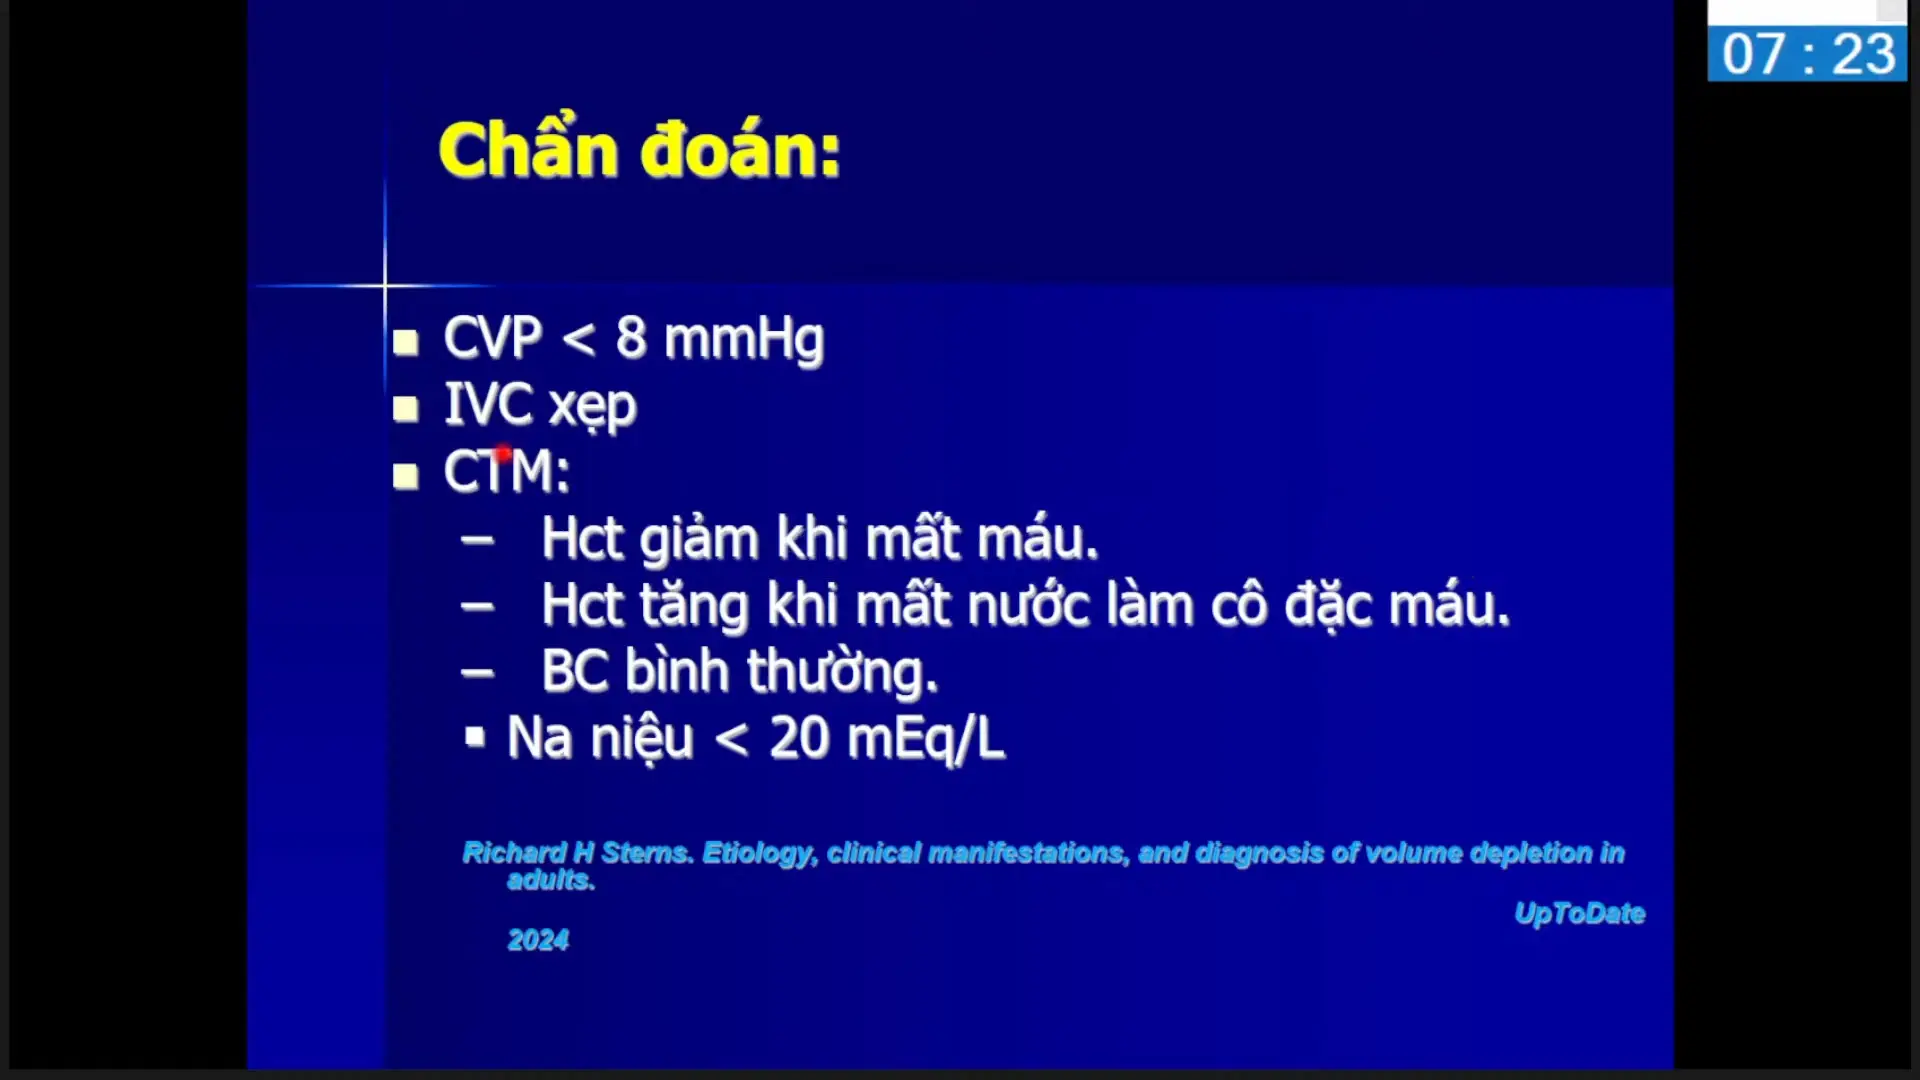 07 : 23
Chẩn đoán:
CVP < 8 mmHg
IVC xẹp
CTM:
– Hct giảm khi mất máu.
– Hct tăng khi mất nước làm cô đặc máu.
– BC bình thường.
Na niệu < 20 mEq/L
Richard H Sterns. Etiology, clinical manifestations, and diagnosis of volume depletion in
adults.
UpToDate
2024